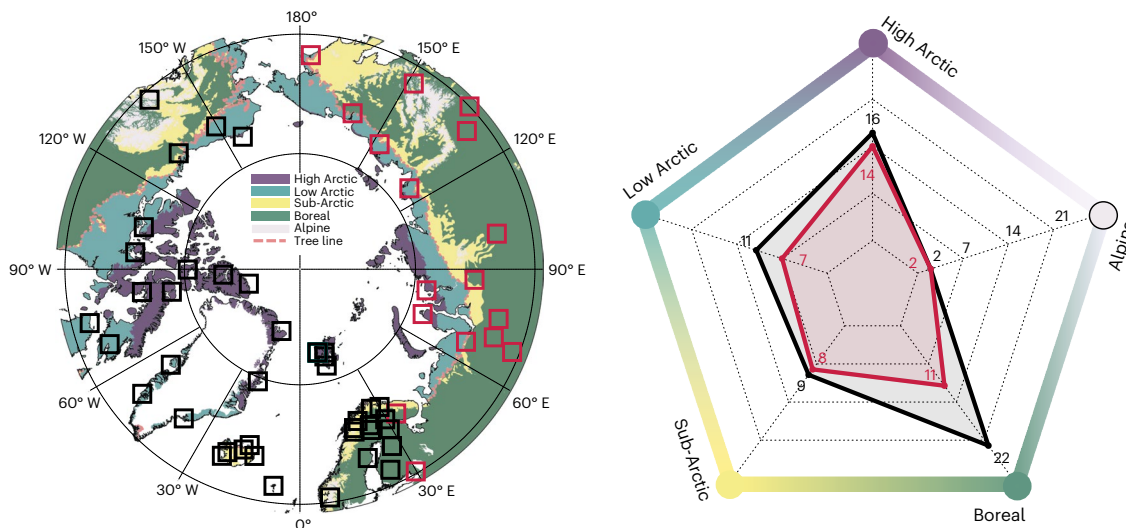 180°
150° W
150° E
120° W
120° E
High Arctic
Low Arctic
Sub-Arctic
Boreal
Alpine
Tree line
90° W
90° E
60° W
60° E
30° W
30° E
0°
High Arctic
16
14
Low Arctic
11
7
21
14
7
2
2
Alpine
8
9
11
22
Sub-Arctic
Boreal